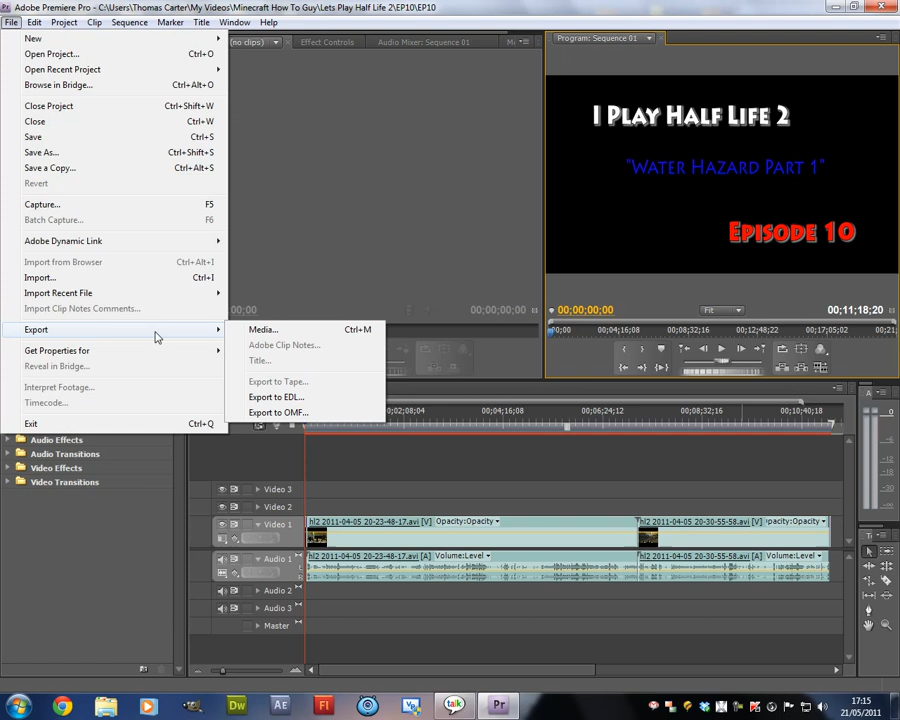 Adobe Premiere Pro - C:\Users\Thomas Carter\Videos\Minecraft How To Guy\Lets Play Half Life 2\EP10\EP10
File Edit Project Clip Sequence Marker Title Window Help
New
Open Project... Ctrl+O
Open Recent Project
Browse in Bridge... Ctrl+Alt+O
Close Project Ctrl+Shift+W
Close Ctrl+W
Save Ctrl+S
Save As... Ctrl+Shift+S
Save a Copy... Ctrl+Alt+S
Revert
Capture... F5
Batch Capture... F6
Adobe Dynamic Link
Import from Browser Ctrl+Alt+I
Import... Ctrl+I
Import Recent File
Import Clip Notes Comments...
Export
Get Properties for
Reveal in Bridge...
Interpret Footage...
Timecode...
Exit Ctrl+Q
Media... Ctrl+M
Adobe Clip Notes...
Title...
Export to Tape...
Export to EDL...
Export to OMF...
(no clips) Effect Controls Audio Mixer: Sequence 01
00;00 00;00;00;00
Program: Sequence 01
I Play Half Life 2
"Water Hazard Part 1"
Episode 10
00;00;00;00 Fit 00;11;18;20
;00;00 00;04;16;08 00;08;32;16 00;12;48;22 00;17;05;02 00;21;
0;02;08;04 00;04;16;08 00;06;24;12 00;08;32;16 00;10;40;18
Audio Effects
Audio Transitions
Video Effects
Video Transitions
Video 3
Video 2
Video 1
hl2 2011-04-05 20-23-48-17.avi [V] Opacity:Opacity
hl2 2011-04-05 20-30-55-58.avi [V] )pacity:Opacity
Audio 1
hl2 2011-04-05 20-23-48-17.avi [A] Volume:Level
hl2 2011-04-05 20-30-55-58.avi [A] Volume:Level
Audio 2
Audio 3
Master
0
-6
-12
-18
Dw Ae Fl talk Pr
17:15
21/05/2011